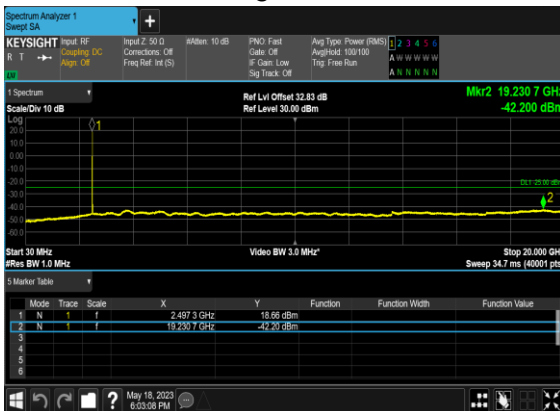 Spectrum Analyzer 1
Swept SA
KEYSIGHT Input: RF Input Z: 50 Ω #Atten: 10 dB PNO: Fast Avg Type: Power (RMS) 1 2 3 4 5 6
R T Coupling: DC Corrections: Off Gate: Off Avg|Hold: 100/100 A W W W W W
Align: Off Freq Ref: Int (S) IF Gain: Low Trig: Free Run
LV Sig Track: Off A N N N N N
1 Spectrum Ref Lvl Offset 32.83 dB Mkr2 19.230 7 GHz
Scale/Div 10 dB Ref Level 30.00 dBm -42.200 dBm
Log
20.0 1
10.0
0.00
-10.0
-20.0
DL1 -25.00 dBm
-30.0 2
-40.0
-50.0
-60.0
Start 30 MHz Video BW 3.0 MHz* Stop 20.000 GHz
#Res BW 1.0 MHz Sweep 34.7 ms (40001 pts)
5 Marker Table
Mode Trace Scale X Y Function Function Width Function Value
1 N 1 f 2.497 3 GHz 18.66 dBm
2 N 1 f 19.230 7 GHz -42.20 dBm
3
4
5
6
? May 18, 2023
6:03:08 PM